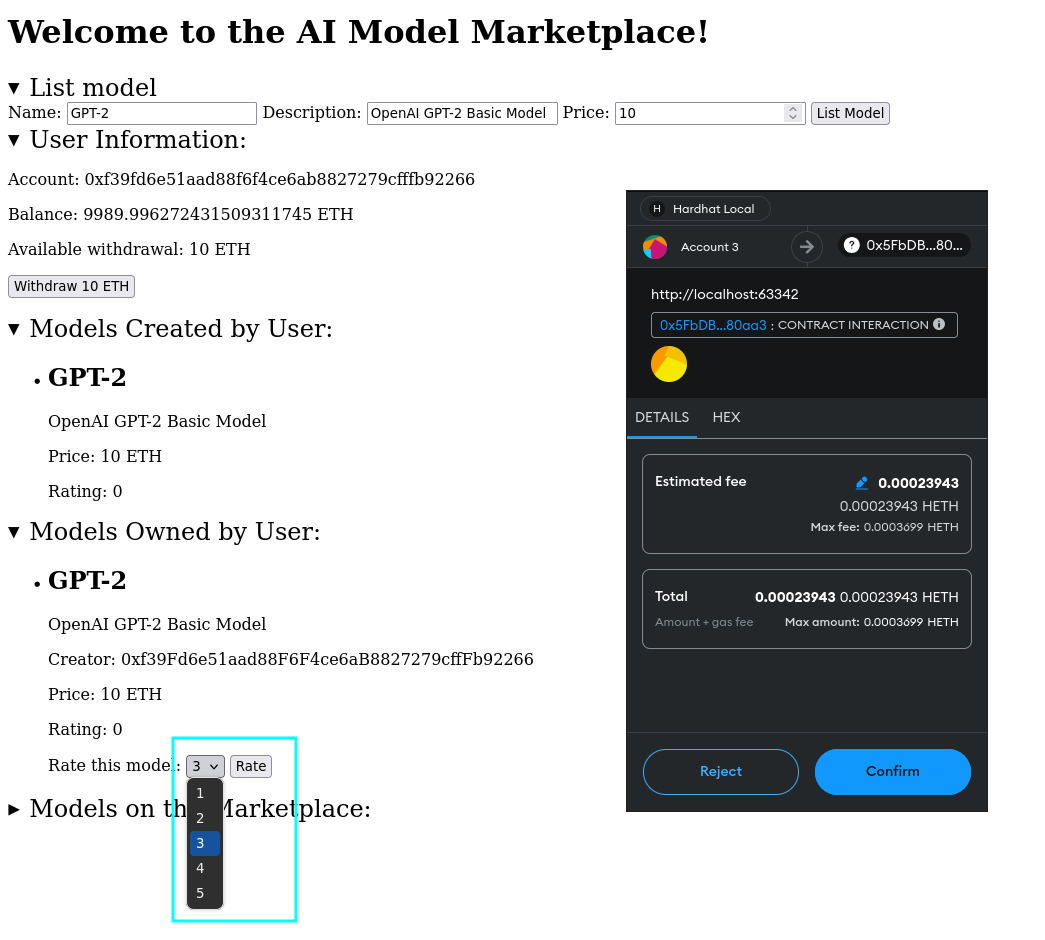 Welcome to the AI Model Marketplace!
▼ List model
Name: GPT-2 Description: OpenAI GPT-2 Basic Model Price: 10 List Model
▼ User Information:
Account: 0xf39fd6e51aad88f6f4ce6ab8827279cfffb92266
Balance: 9989.996272431509311745 ETH
Available withdrawal: 10 ETH
Withdraw 10 ETH
▼ Models Created by User:
• GPT-2
OpenAI GPT-2 Basic Model
Price: 10 ETH
Rating: 0
▼ Models Owned by User:
• GPT-2
OpenAI GPT-2 Basic Model
Creator: 0xf39Fd6e51aad88F6F4ce6aB8827279cffFb92266
Price: 10 ETH
Rating: 0
Rate this model: 3 Rate
1
2
3
4
5
► Models on th Marketplace:
H Hardhat Local
Account 3 → ? 0x5FbDB...80...
http://localhost:63342
0x5FbDB...80aa3 : CONTRACT INTERACTION
DETAILS HEX
Estimated fee 0.00023943
0.00023943 HETH
Max fee: 0.0003699 HETH
Total 0.00023943 0.00023943 HETH
Amount + gas fee Max amount: 0.0003699 HETH
Reject Confirm